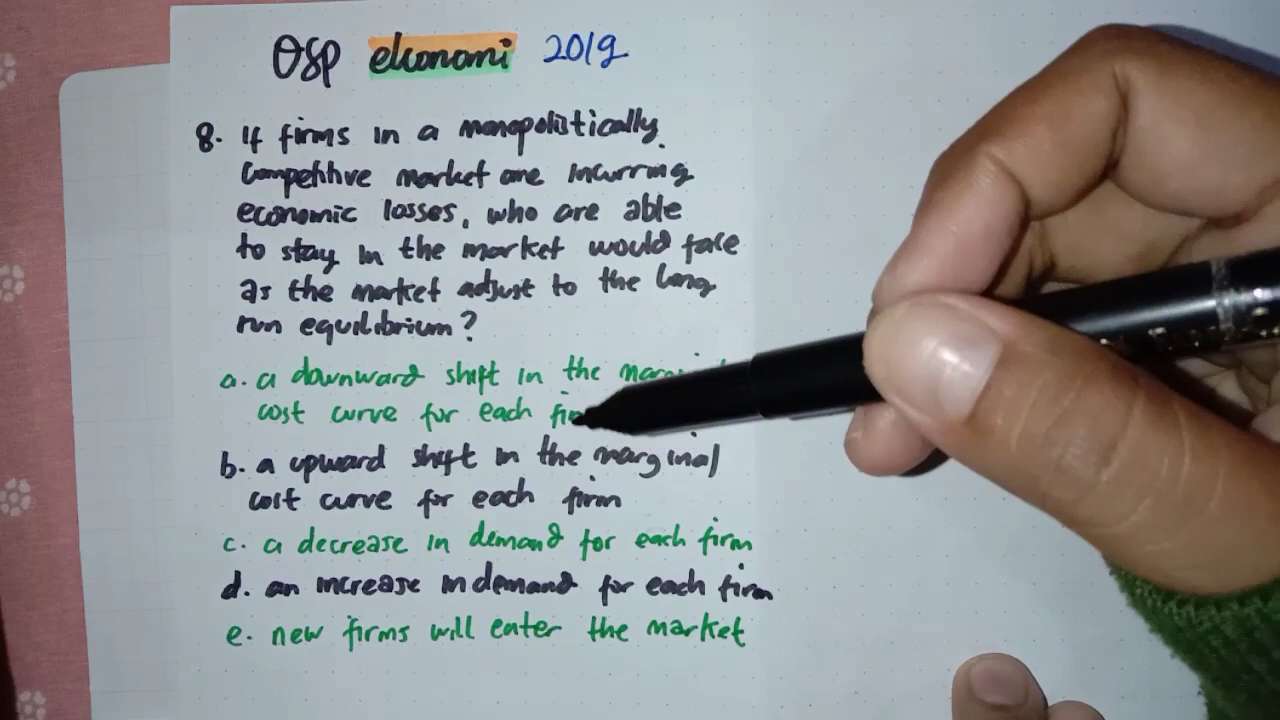 OSP ekonomi 2019
8. If firms in a monopolistically
competitive market are incurring
economic losses, who are able
to stay in the market would face
as the market adjust to the long
run equilibrium?
a. a downward shift in the
cost curve for each
b. a upward shift in the marginal
cost curve for each firm
c. a decrease in demand for each firm
d. an increase in demand for each firm
e. new firms will enter the market